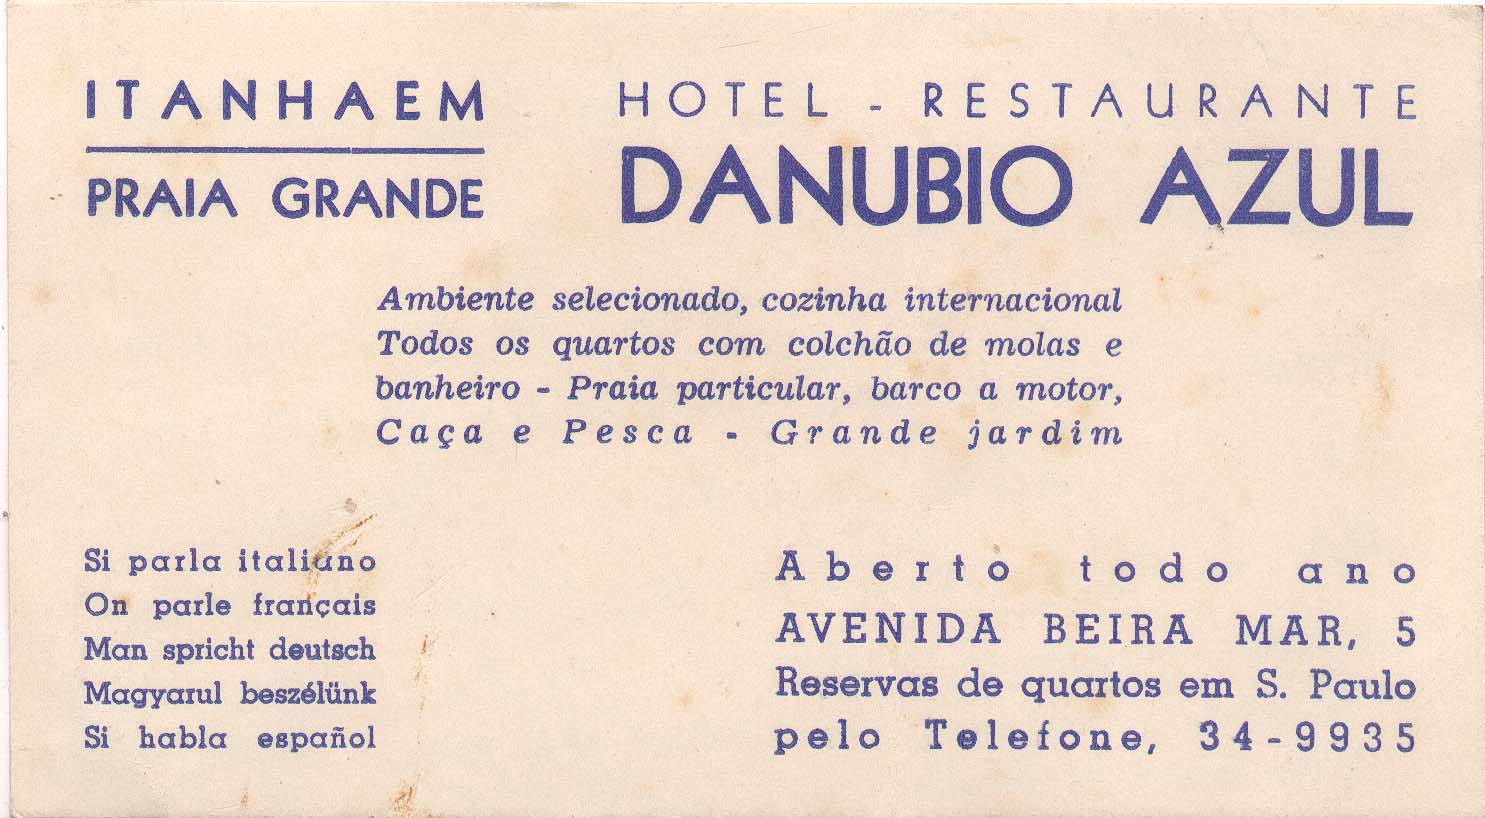 ITANHAEM
PRAIA GRANDE
HOTEL - RESTAURANTE
DANUBIO AZUL
Ambiente selecionado, cozinha internacional
Todos os quartos com colchão de molas e
banheiro - Praia particular, barco a motor,
Caça e Pesca - Grande jardim
Si parla italiano
On parle français
Man spricht deutsch
Magyarul beszélünk
Si habla español
Aberto todo ano
AVENIDA BEIRA MAR, 5
Reservas de quartos em S. Paulo
pelo Telefone, 34-9935